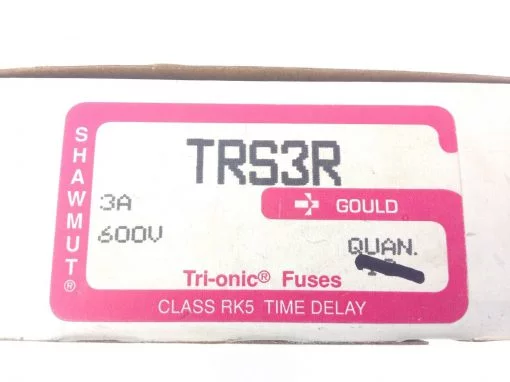 SHAWMUT®
TRS3R
3A
GOULD
600V
QUAN.
Tri-onic® Fuses
CLASS RK5 TIME DELAY